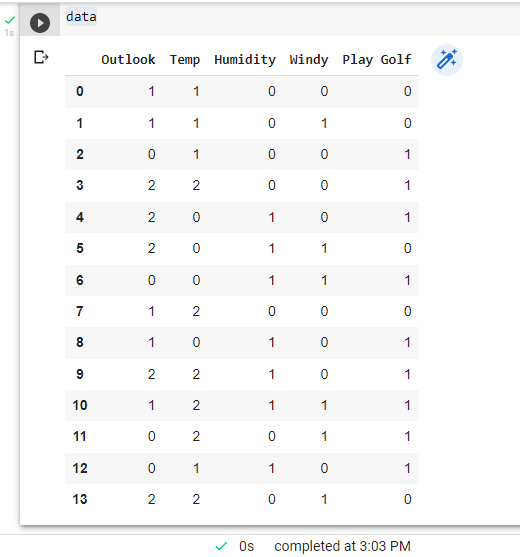 data
1s
Outlook Temp Humidity Windy Play Golf
0 1 1 0 0 0
1 1 1 0 1 0
2 0 1 0 0 1
3 2 2 0 0 1
4 2 0 1 0 1
5 2 0 1 1 0
6 0 0 1 1 1
7 1 2 0 0 0
8 1 0 1 0 1
9 2 2 1 0 1
10 1 2 1 1 1
11 0 2 0 1 1
12 0 1 1 0 1
13 2 2 0 1 0
0s completed at 3:03 PM